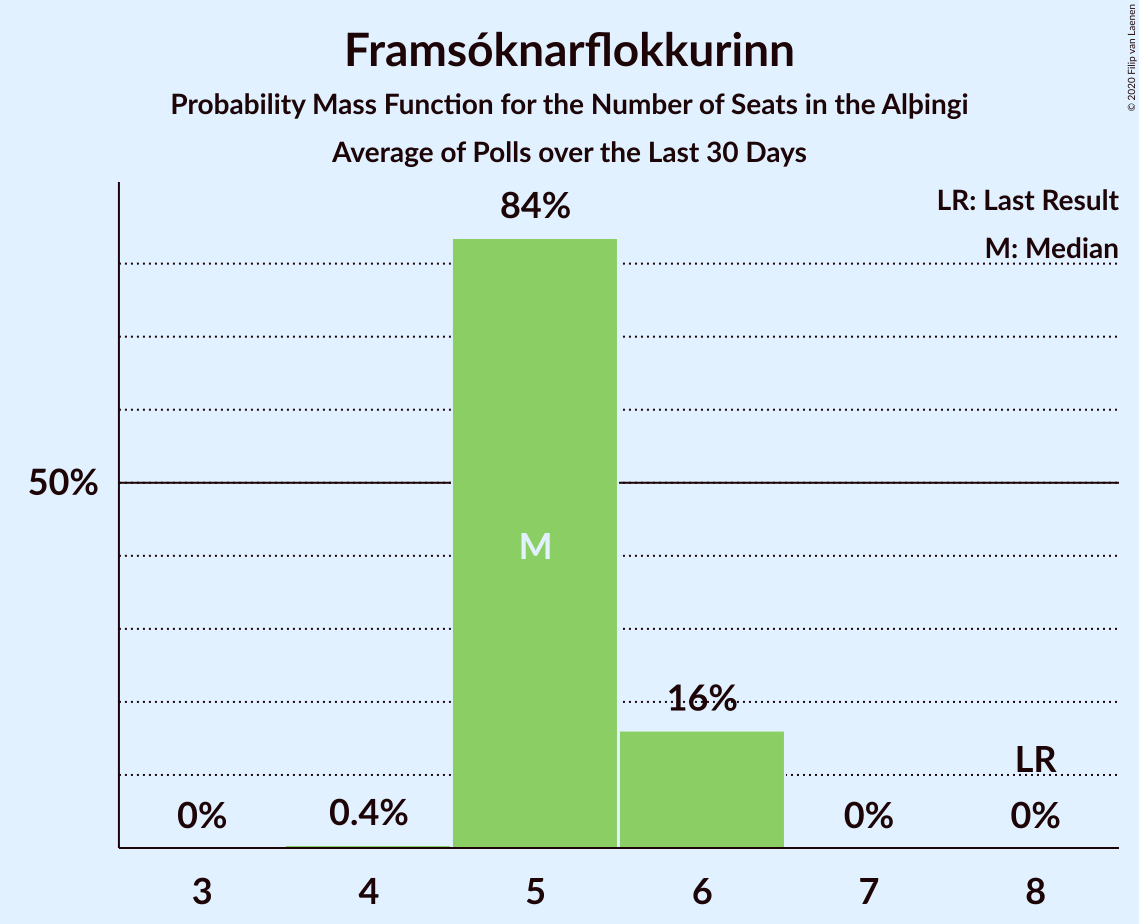 Framsóknarflokkurinn
Probability Mass Function for the Number of Seats in the Alþingi
Average of Polls over the Last 30 Days
© 2020 Filip van Laenen
LR: Last Result
M: Median
84%
50%
M
16%
LR
0%
0.4%
0%
0%
3
4
5
6
7
8